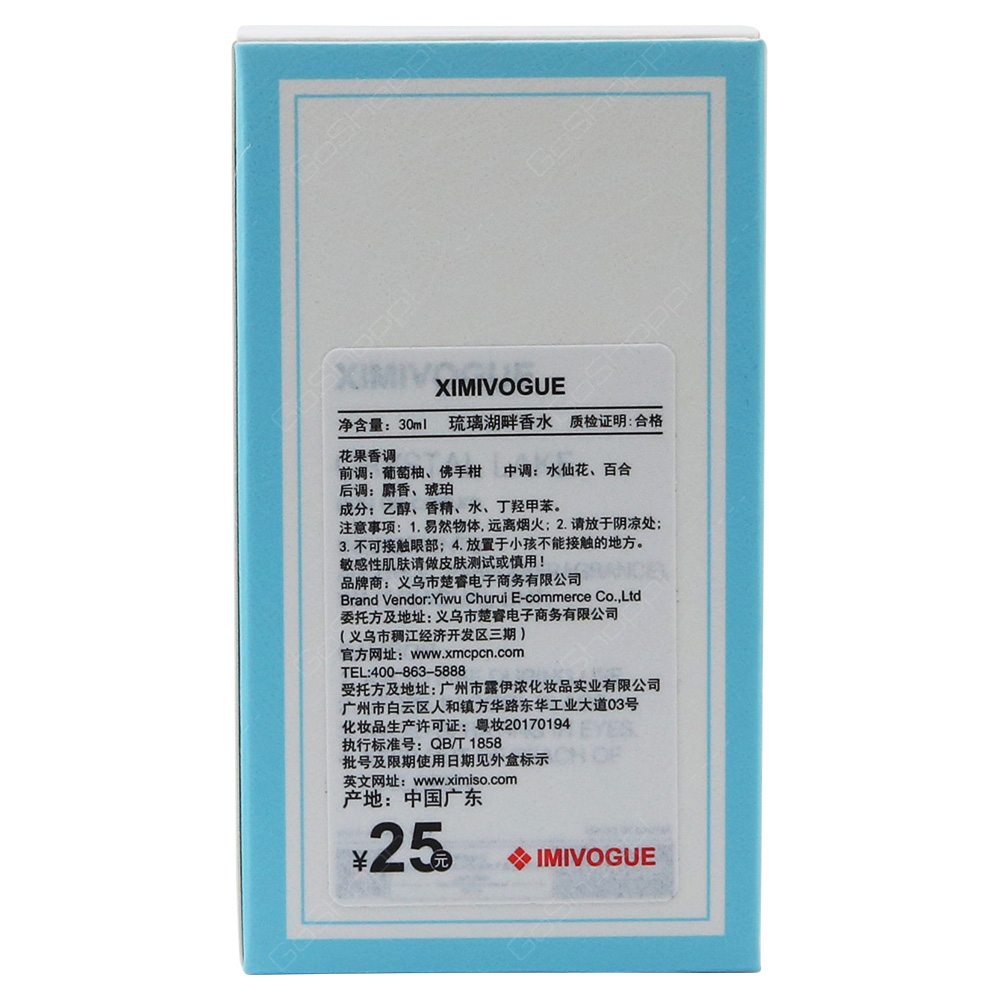 XIMIVOGUE
净含量：30ml 琉璃湖畔香水 质检证明：合格
花果香调
前调：葡萄柚、佛手柑 中调：水仙花、百合
后调：麝香、琥珀
成分：乙醇、香精、水、丁羟甲苯。
注意事项：1.易然物体,远离烟火；2.请放于阴凉处；
3.不可接触眼部；4.放置于小孩不能接触的地方。
敏感性肌肤请做皮肤测试或慎用！
品牌商：义乌市楚睿电子商务有限公司
Brand Vendor:Yiwu Churui E-commerce Co.,Ltd
委托方及地址：义乌市楚睿电子商务有限公司
(义乌市稠江经济开发区三期)
官方网址：www.xmcpcn.com
TEL:400-863-5888
受托方及地址：广州市露伊浓化妆品实业有限公司
广州市白云区人和镇方华路东华工业大道03号
化妆品生产许可证：粤妆20170194
执行标准号：QB/T 1858
批号及限期使用日期见外盒标示
英文网址：www.ximiso.com
产地：中国广东
¥25元
IMIVOGUE